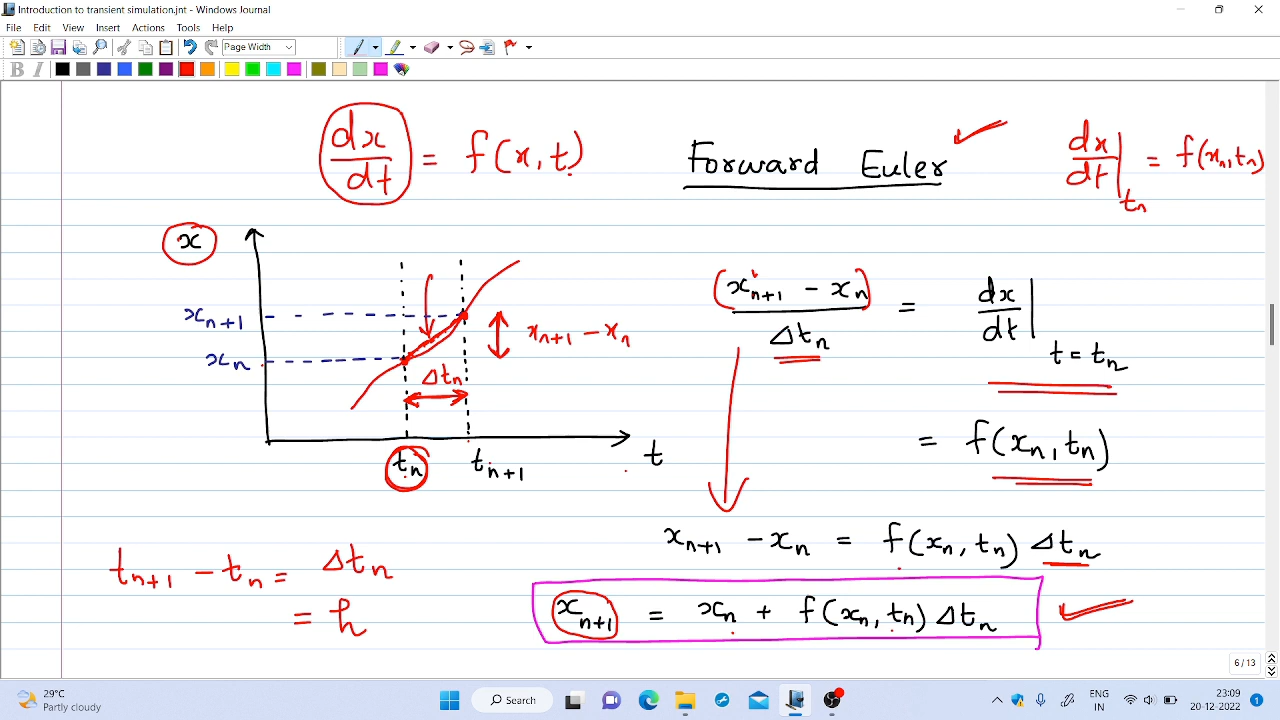 Introduction to transient simulation.jnt - Windows Journal
File Edit View Insert Actions Tools Help
Page Width
B I
dx/dt = f(x, t)
Forward Euler
dx/dt | tn = f(xn, tn)
x
xn+1
xn
xn+1 - xn
Δtn
tn
tn+1
t
(xn+1 - xn) / Δtn = dx/dt | t = tn
= f(xn, tn)
xn+1 - xn = f(xn, tn) Δtn
tn+1 - tn = Δtn
= h
xn+1 = xn + f(xn, tn) Δtn
6 / 13
29°C
Partly cloudy
Search
ENG
IN
23:09
20-12-2022
1